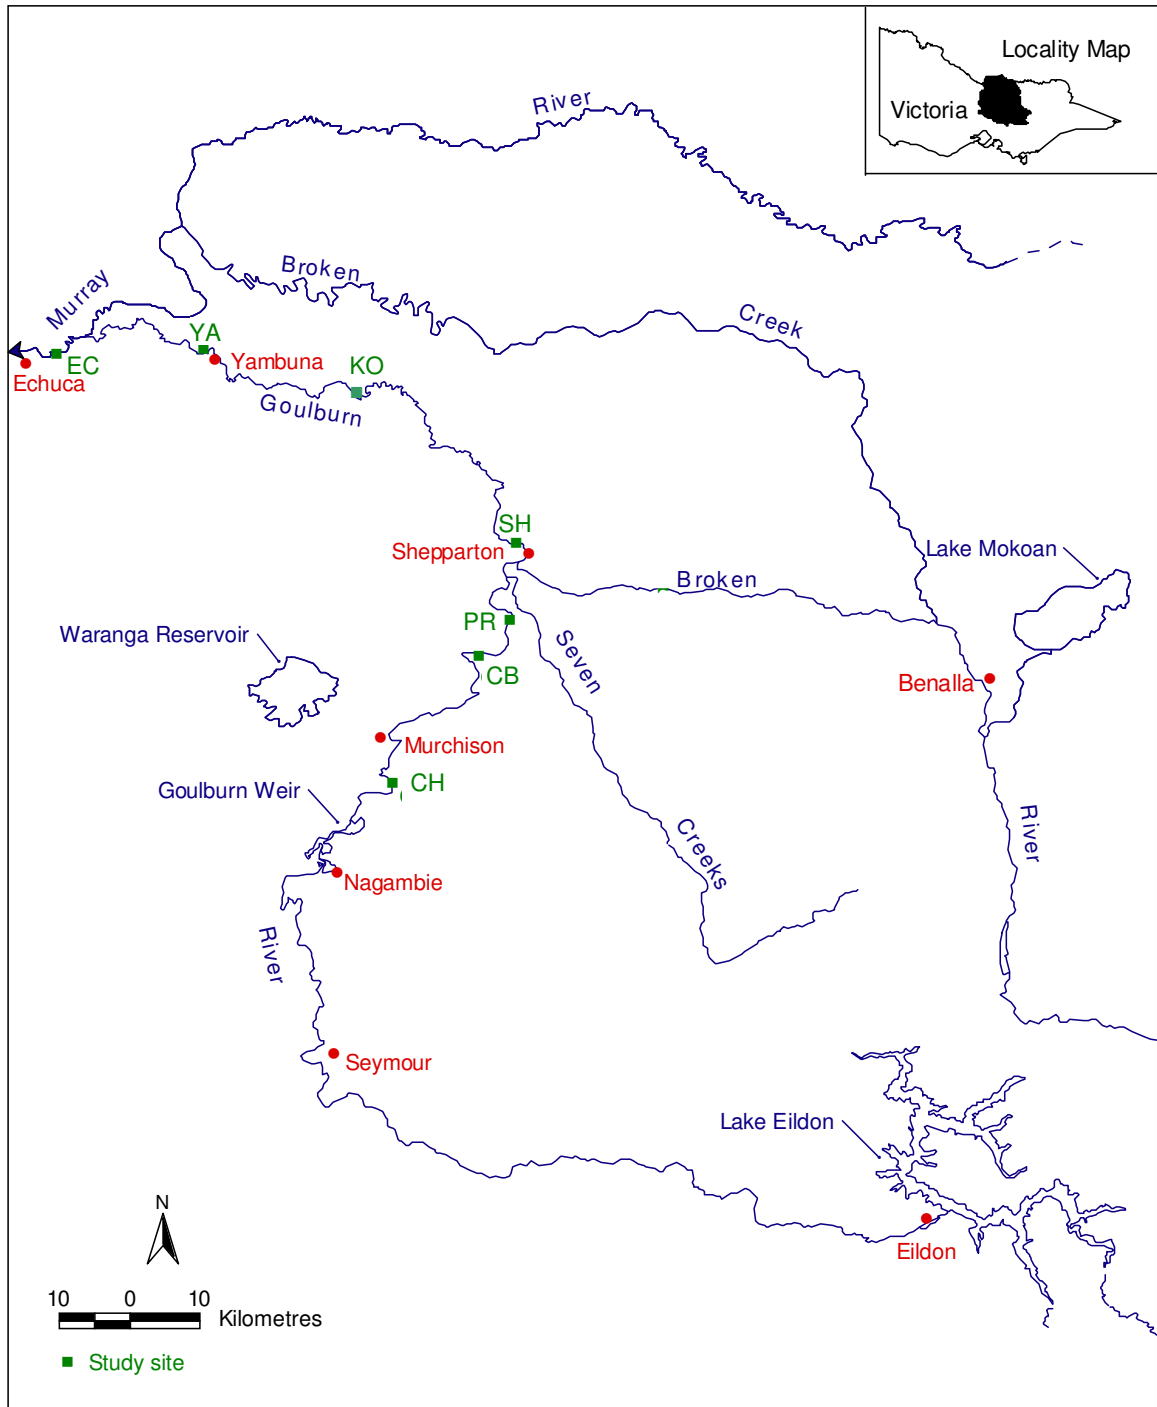 Locality Map
Victoria
River
Broken
Creek
Murray
YA
EC
Yambuna
Echuca
KO
Goulburn
SH
Shepparton
Lake Mokoan
Broken
PR
Waranga Reservoir
Seven
CB
Benalla
Murchison
CH
Goulburn Weir
River
Creeks
Nagambie
River
Seymour
Lake Eildon
N
Eildon
10 0 10
Kilometres
Study site